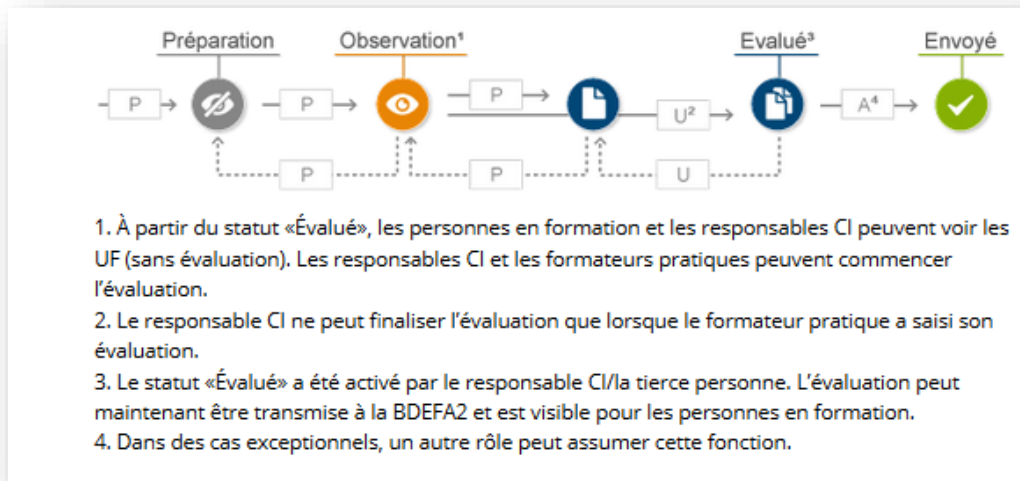 Préparation Observation¹ Evalué³ Envoyé
P P P U² A⁴
P P U
1. À partir du statut «Évalué», les personnes en formation et les responsables CI peuvent voir les
UF (sans évaluation). Les responsables CI et les formateurs pratiques peuvent commencer
l’évaluation.
2. Le responsable CI ne peut finaliser l’évaluation que lorsque le formateur pratique a saisi son
évaluation.
3. Le statut «Évalué» a été activé par le responsable CI/la tierce personne. L’évaluation peut
maintenant être transmise à la BDEFA2 et est visible pour les personnes en formation.
4. Dans des cas exceptionnels, un autre rôle peut assumer cette fonction.